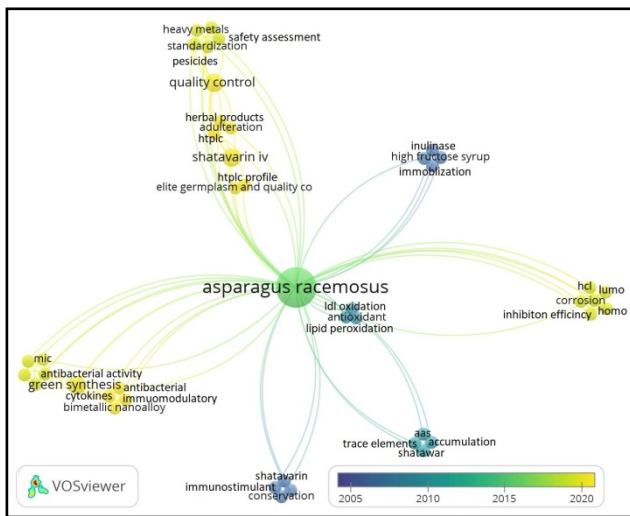 heavy metals
safety assessment
standardization
pesicides
quality control
herbal products
adulteration
htplc
shatavarin iv
htplc profile
elite germplasm and quality co
inulinase
high fructose syrup
immoblization
asparagus racemosus
ldl oxidation
antioxidant
lipid peroxidation
hcl
lumo
corrosion
homo
inhibiton efficincy
mic
antibacterial activity
green synthesis
antibacterial
cytokines
immuomodulatory
bimetallic nanoalloy
aas
trace elements
accumulation
shatawar
shatavarin
immunostimulant
conservation
VOSviewer
2005 2010 2015 2020